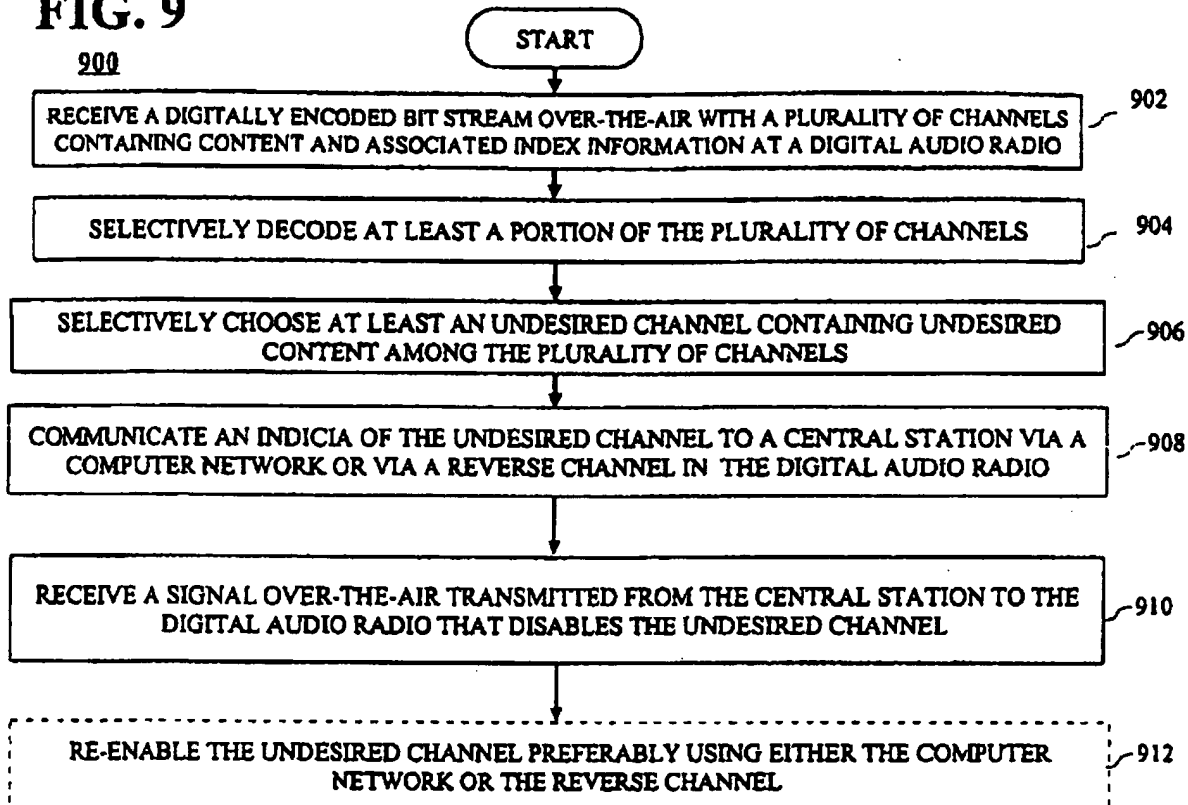 FIG. 9
900
START
RECEIVE A DIGITALLY ENCODED BIT STREAM OVER-THE-AIR WITH A PLURALITY OF CHANNELS
CONTAINING CONTENT AND ASSOCIATED INDEX INFORMATION AT A DIGITAL AUDIO RADIO
902
SELECTIVELY DECODE AT LEAST A PORTION OF THE PLURALITY OF CHANNELS
904
SELECTIVELY CHOOSE AT LEAST AN UNDESIRED CHANNEL CONTAINING UNDESIRED
CONTENT AMONG THE PLURALITY OF CHANNELS
906
COMMUNICATE AN INDICIA OF THE UNDESIRED CHANNEL TO A CENTRAL STATION VIA A
COMPUTER NETWORK OR VIA A REVERSE CHANNEL IN THE DIGITAL AUDIO RADIO
908
RECEIVE A SIGNAL OVER-THE-AIR TRANSMITTED FROM THE CENTRAL STATION TO THE
DIGITAL AUDIO RADIO THAT DISABLES THE UNDESIRED CHANNEL
910
RE-ENABLE THE UNDESIRED CHANNEL PREFERABLY USING EITHER THE COMPUTER
NETWORK OR THE REVERSE CHANNEL
912